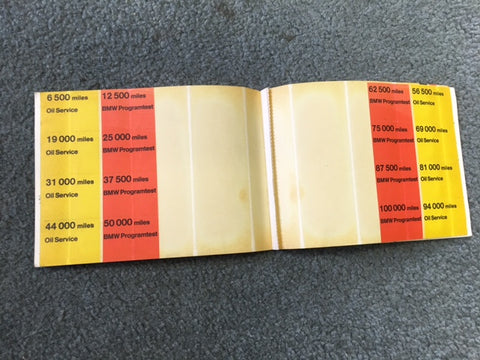 6 500 miles
Oil Service
12 500 miles
BMW Programtest
19 000 miles
Oil Service
25 000 miles
BMW Programtest
31 000 miles
Oil Service
37 500 miles
BMW Programtest
44 000 miles
Oil Service
50 000 miles
BMW Programtest
62 500 miles
BMW Programtest
56 500 miles
Oil Service
75 000 miles
BMW Programtest
69 000 miles
Oil Service
87 500 miles
BMW Programtest
81 000 miles
Oil Service
100 000 miles
BMW Programtest
94 000 miles
Oil Service